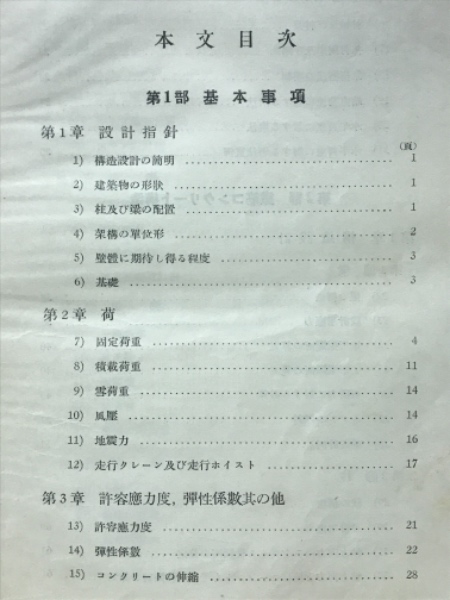 本文目次
第1部 基本事項
第1章 設計指針
(頁)
1) 構造設計の簡明 1
2) 建築物の形狀 1
3) 柱及び梁の配置 1
4) 架構の單位形 2
5) 壁體に期待し得る程度 3
6) 基礎 3
第2章 荷
7) 固定荷重 4
8) 積載荷重 11
9) 雪荷重 14
10) 風壓 14
11) 地震力 16
12) 走行クレーン及び走行ホイスト 17
第3章 許容應力度，彈性係數其の他
13) 許容應力度 21
14) 彈性係數 22
15) コンクリートの伸縮 28